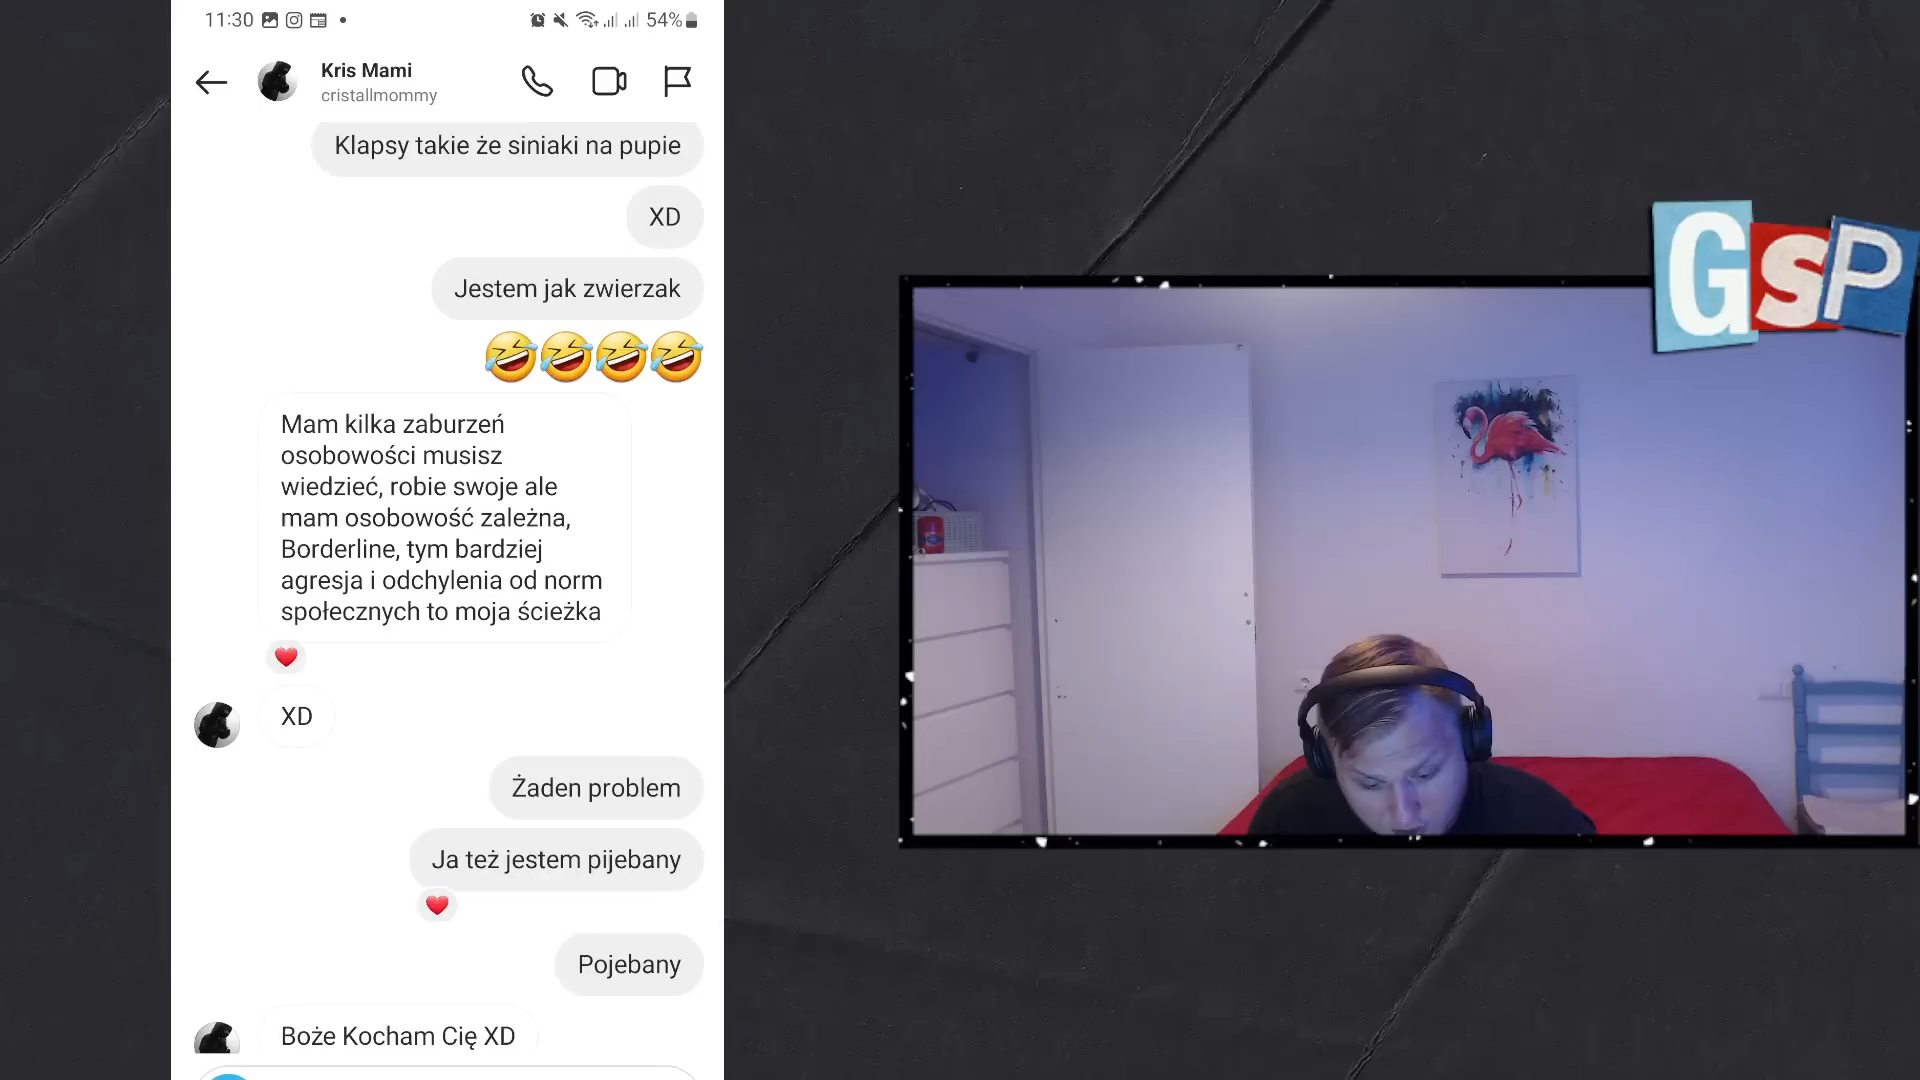 11:30
54%
Kris Mami
cristallmommy
Klapsy takie że siniaki na pupie
XD
Jestem jak zwierzak
Mam kilka zaburzeń
osobowości musisz
wiedzieć, robie swoje ale
mam osobowość zależna,
Borderline, tym bardziej
agresja i odchylenia od norm
społecznych to moja ścieżka
XD
Żaden problem
Ja też jestem pijebany
Pojebany
Boże Kocham Cię XD
GSP